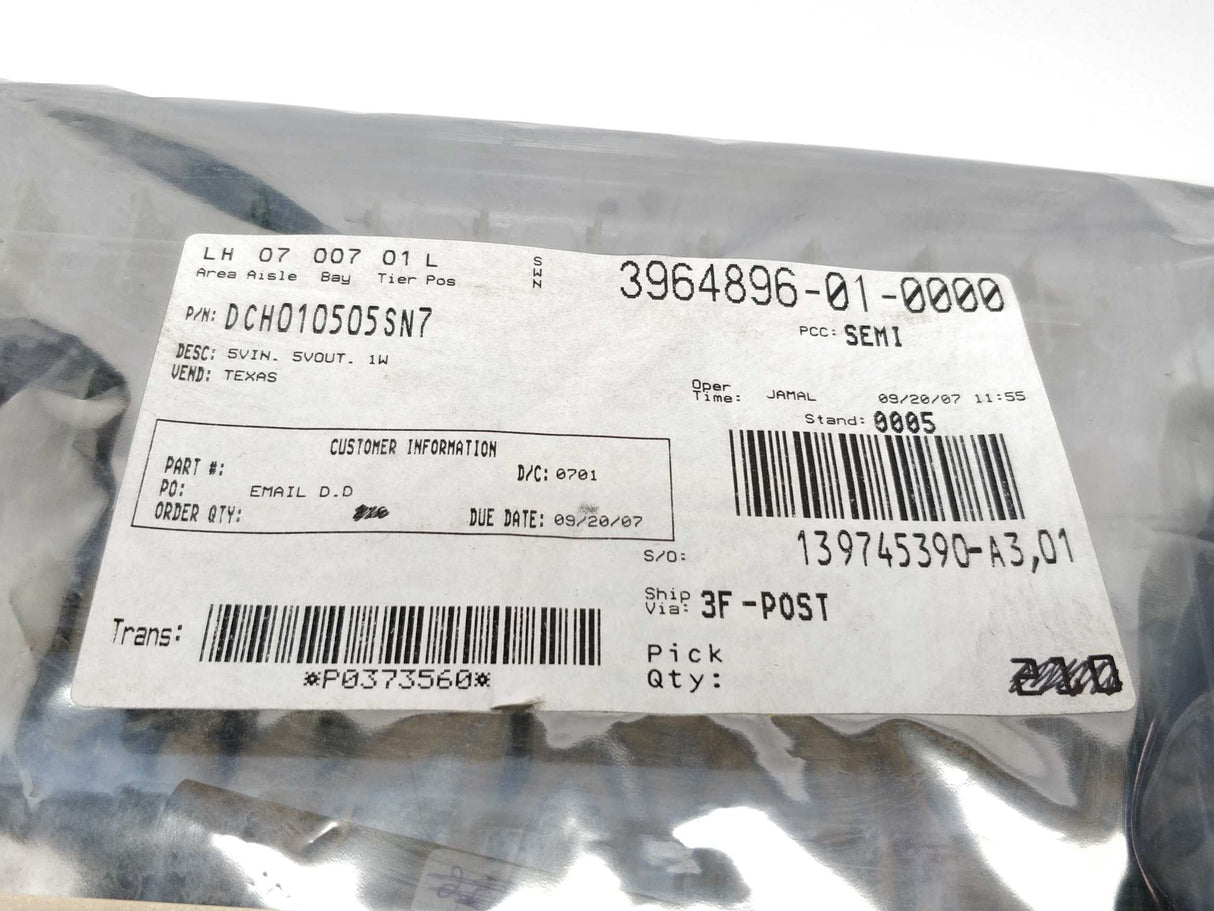 LH 07 007 01 L
Area Aisle Bay Tier Pos
SWN
3964896-01-0000
PCC: SEMI
P/N: DCH010505SN7
DESC: 5VIN. 5VOUT. 1W
VEND: TEXAS
Oper Time: JAMAL 09/20/07 11:55
Stand: 0005
CUSTOMER INFORMATION
PART #: D/C: 0701
PO: EMAIL D.D
ORDER QTY: DUE DATE: 09/20/07
S/O: 139745390-A3,01
Ship Via: 3F-POST
Trans:
*P0373560*
Pick Qty: